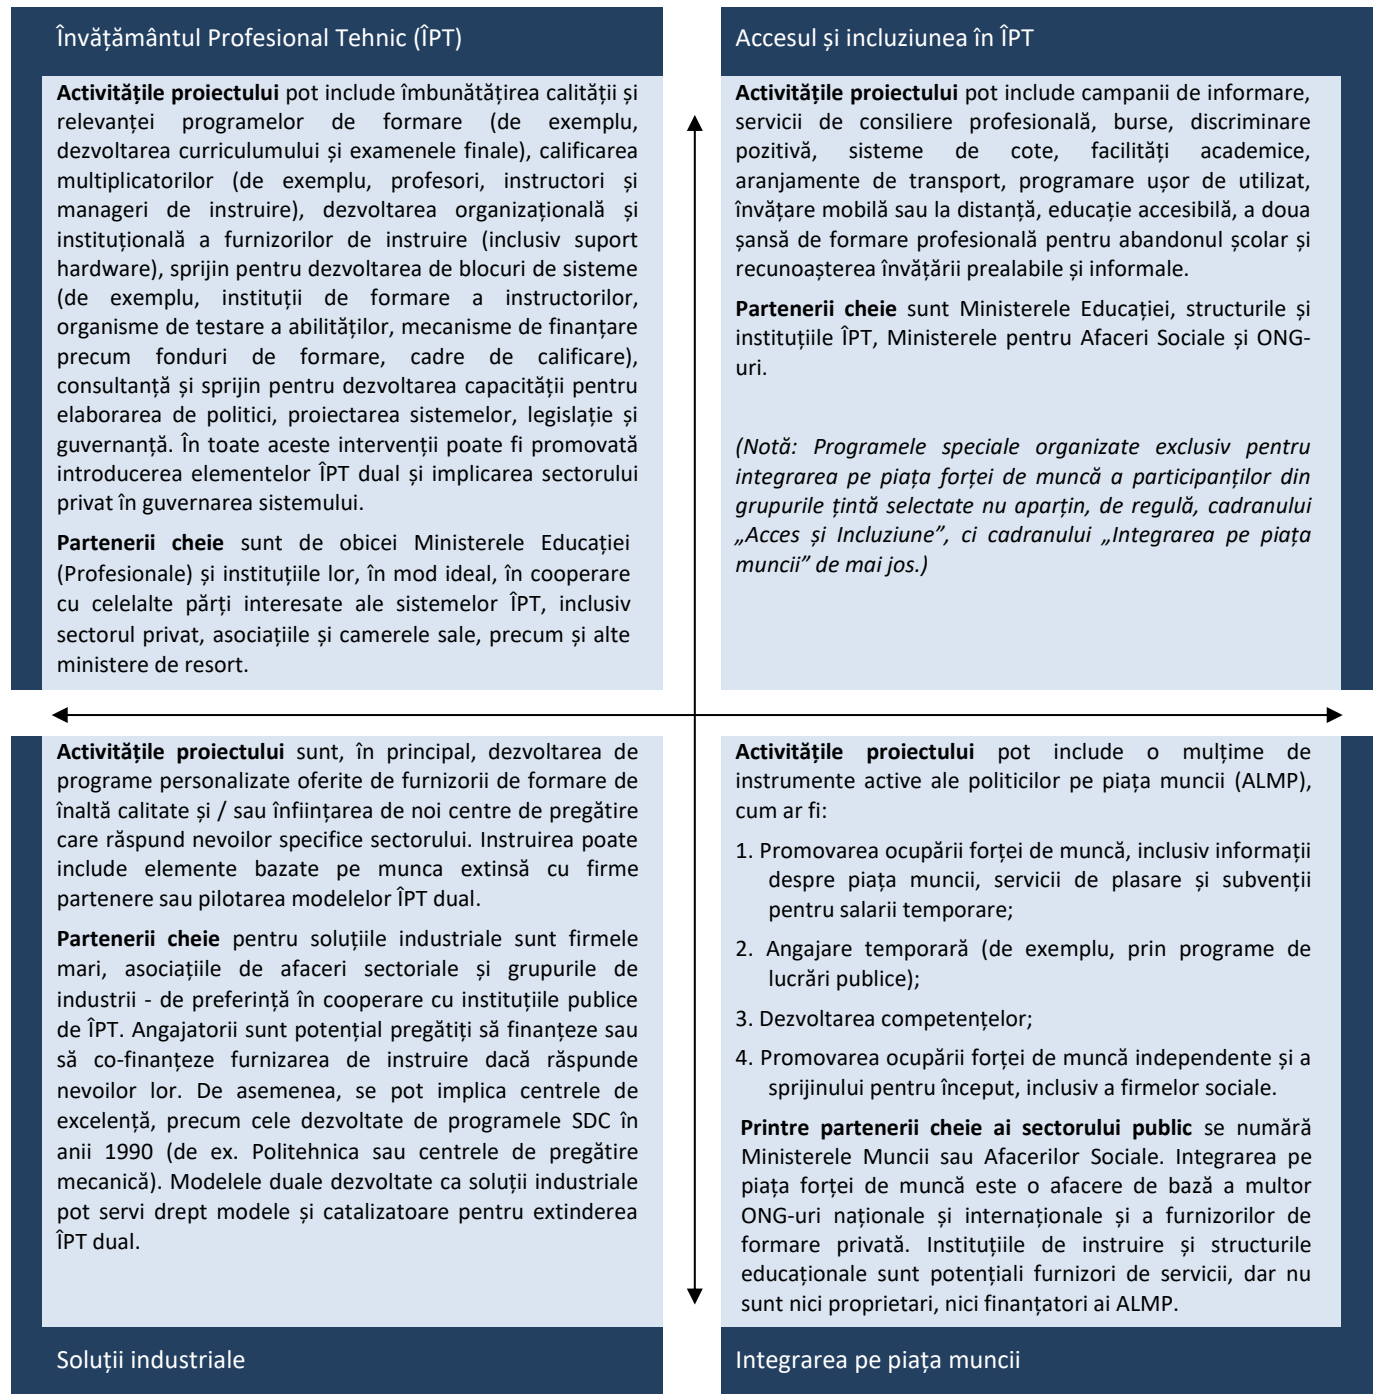 Învățământul Profesional Tehnic (ÎPT)
Activitățile proiectului pot include îmbunătățirea calității și
relevanței programelor de formare (de exemplu,
dezvoltarea curriculumului și examenele finale), calificarea
multiplicatorilor (de exemplu, profesori, instructori și
manageri de instruire), dezvoltarea organizațională și
instituțională a furnizorilor de instruire (inclusiv suport
hardware), sprijin pentru dezvoltarea de blocuri de sisteme
(de exemplu, instituții de formare a instructorilor,
organisme de testare a abilităților, mecanisme de finanțare
precum fonduri de formare, cadre de calificare),
consultanță și sprijin pentru dezvoltarea capacității pentru
elaborarea de politici, proiectarea sistemelor, legislație și
guvernanță. În toate aceste intervenții poate fi promovată
introducerea elementelor ÎPT dual și implicarea sectorului
privat în guvernarea sistemului.
Partenerii cheie sunt de obicei Ministerele Educației
(Profesionale) și instituțiile lor, în mod ideal, în cooperare
cu celelalte părți interesate ale sistemelor ÎPT, inclusiv
sectorul privat, asociațiile și camerele sale, precum și alte
ministere de resort.
Accesul și incluziunea în ÎPT
Activitățile proiectului pot include campanii de informare,
servicii de consiliere profesională, burse, discriminare
pozitivă, sisteme de cote, facilități academice,
aranjamente de transport, programare ușor de utilizat,
învățare mobilă sau la distanță, educație accesibilă, a doua
șansă de formare profesională pentru abandonul școlar și
recunoașterea învățării prealabile și informale.
Partenerii cheie sunt Ministerele Educației, structurile și
instituțiile ÎPT, Ministerele pentru Afaceri Sociale și ONG-
uri.
(Notă: Programele speciale organizate exclusiv pentru
integrarea pe piața forței de muncă a participanților din
grupurile țintă selectate nu aparțin, de regulă, cadranului
„Acces și Incluziune”, ci cadranului „Integrarea pe piața
muncii” de mai jos.)
Activitățile proiectului sunt, în principal, dezvoltarea de
programe personalizate oferite de furnizorii de formare de
înaltă calitate și / sau înființarea de noi centre de pregătire
care răspund nevoilor specifice sectorului. Instruirea poate
include elemente bazate pe munca extinsă cu firme
partenere sau pilotarea modelelor ÎPT dual.
Partenerii cheie pentru soluțiile industriale sunt firmele
mari, asociațiile de afaceri sectoriale și grupurile de
industrii - de preferință în cooperare cu instituțiile publice
de ÎPT. Angajatorii sunt potențial pregătiți să finanțeze sau
să co-finanțeze furnizarea de instruire dacă răspunde
nevoilor lor. De asemenea, se pot implica centrele de
excelență, precum cele dezvoltate de programele SDC în
anii 1990 (de ex. Politehnica sau centrele de pregătire
mecanică). Modelele duale dezvoltate ca soluții industriale
pot servi drept modele și catalizatoare pentru extinderea
ÎPT dual.
Soluții industriale
Activitățile proiectului pot include o mulțime de
instrumente active ale politicilor pe piața muncii (ALMP),
cum ar fi:
1. Promovarea ocupării forței de muncă, inclusiv informații
despre piața muncii, servicii de plasare și subvenții
pentru salarii temporare;
2. Angajare temporară (de exemplu, prin programe de
lucrări publice);
3. Dezvoltarea competențelor;
4. Promovarea ocupării forței de muncă independente și a
sprijinului pentru început, inclusiv a firmelor sociale.
Printre partenerii cheie ai sectorului public se numără
Ministerele Muncii sau Afacerilor Sociale. Integrarea pe
piața forței de muncă este o afacere de bază a multor
ONG-uri naționale și internaționale și a furnizorilor de
formare privată. Instituțiile de instruire și structurile
educaționale sunt potențiali furnizori de servicii, dar nu
sunt nici proprietari, nici finanțatori ai ALMP.
Integrarea pe piața muncii